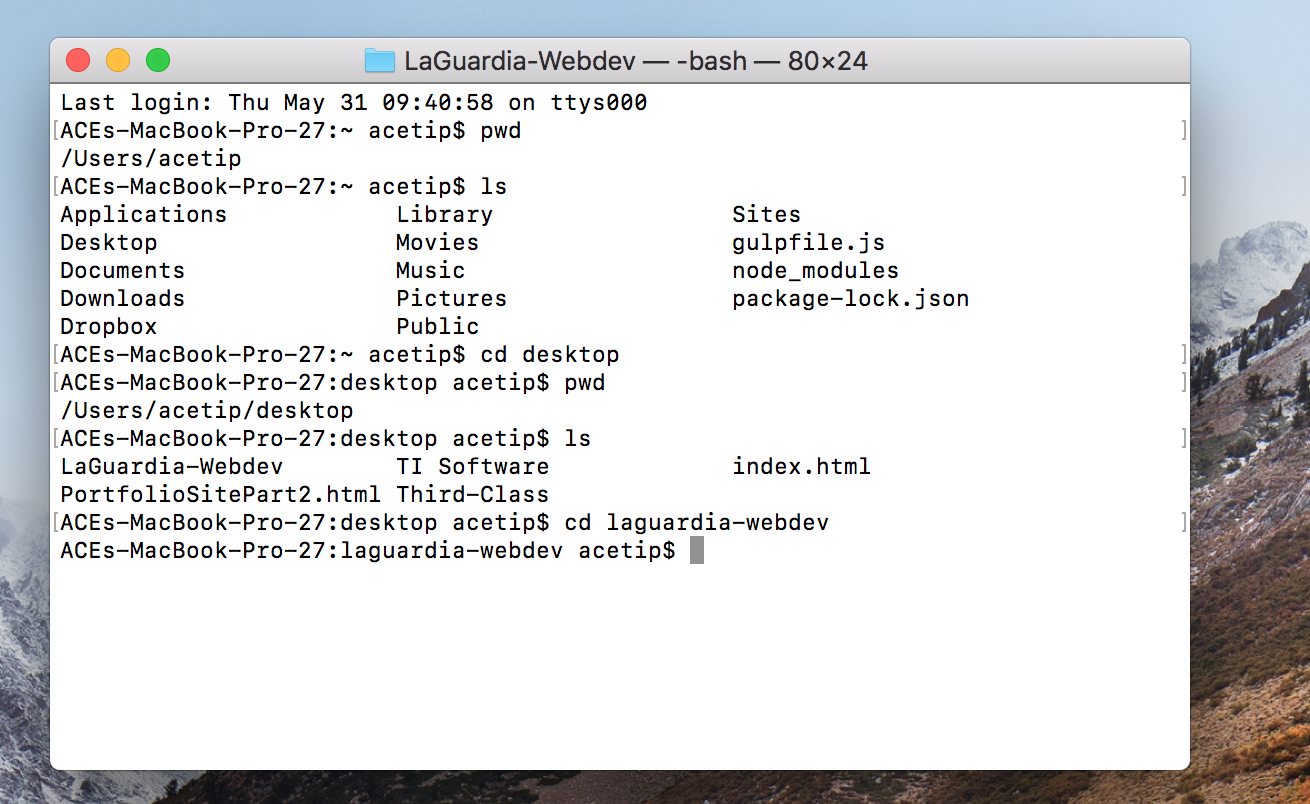 LaGuardia-Webdev — -bash — 80×24
Last login: Thu May 31 09:40:58 on ttys000
[ACEs-MacBook-Pro-27:~ acetip$ pwd ]
/Users/acetip
[ACEs-MacBook-Pro-27:~ acetip$ ls ]
Applications Library Sites
Desktop Movies gulpfile.js
Documents Music node_modules
Downloads Pictures package-lock.json
Dropbox Public
[ACEs-MacBook-Pro-27:~ acetip$ cd desktop ]
[ACEs-MacBook-Pro-27:desktop acetip$ pwd ]
/Users/acetip/desktop
[ACEs-MacBook-Pro-27:desktop acetip$ ls ]
LaGuardia-Webdev TI Software index.html
PortfolioSitePart2.html Third-Class
[ACEs-MacBook-Pro-27:desktop acetip$ cd laguardia-webdev ]
ACEs-MacBook-Pro-27:laguardia-webdev acetip$